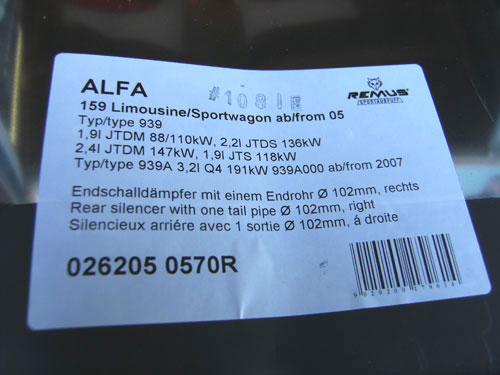 ALFA
#1081E
REMUS
SPORTAUSPUFF
159 Limousine/Sportwagon ab/from 05
Typ/type 939
1,9l JTDM 88/110kW, 2,2l JTDS 136kW
2,4l JTDM 147kW, 1,9l JTS 118kW
Typ/type 939A 3,2l Q4 191kW 939A000 ab/from 2007
Endschalldämpfer mit einem Endrohr Ø 102mm, rechts
Rear silencer with one tail pipe Ø 102mm, right
Silencieux arriére avec 1 sortie Ø 102mm, á droite
026205 0570R